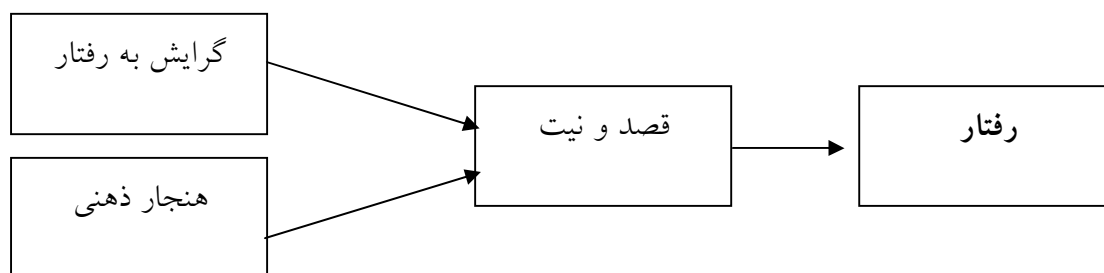 گرایش به رفتار
قصد و نیت
رفتار
هنجار ذهنی